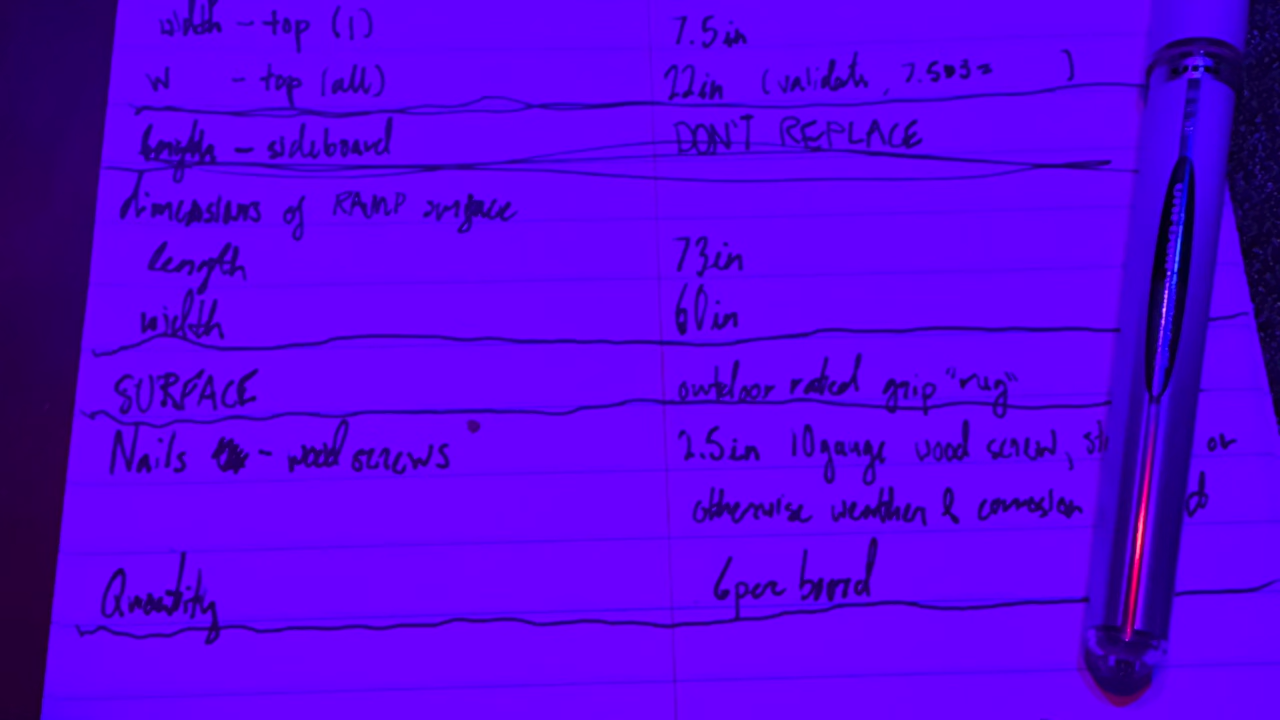 width - top (1) 7.5in
w - top (all) 22in (validate, 7.5 3= )
length - sideboard DON'T REPLACE
dimensions of RAMP surface
length 73in
width 60in
SURFACE outdoor rated grip "rug"
Nails - wood screws 2.5in 10gauge wood screw, or
otherwise weather & corrosion
Quantity 6 per board